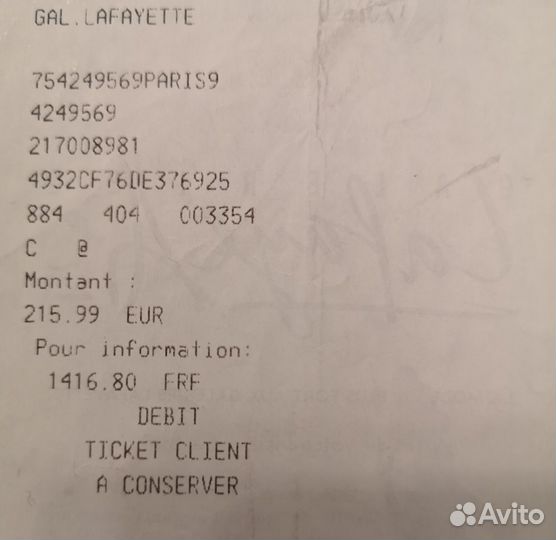 GAL.LAFAYETTE
754249569PARIS9
4249569
217008981
4932CF76DE376925
884 404 003354
C @
Montant :
215.99 EUR
Pour information:
1416.80 FRF
DEBIT
TICKET CLIENT
A CONSERVER
Avito